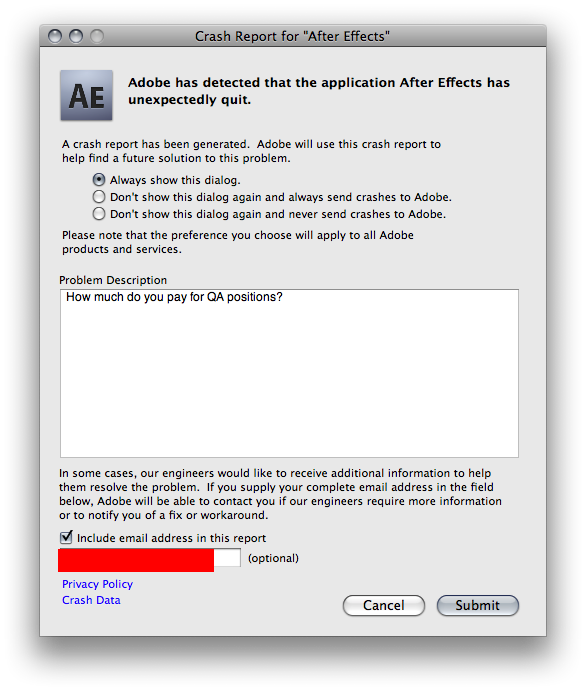 Crash Report for "After Effects"
AE
Adobe has detected that the application After Effects has
unexpectedly quit.
A crash report has been generated.  Adobe will use this crash report to
help find a future solution to this problem.
Always show this dialog.
Don't show this dialog again and always send crashes to Adobe.
Don't show this dialog again and never send crashes to Adobe.
Please note that the preference you choose will apply to all Adobe
products and services.
Problem Description
How much do you pay for QA positions?
In some cases, our engineers would like to receive additional information to help
them resolve the problem.  If you supply your complete email address in the field
below, Adobe will be able to contact you if our engineers require more information
or to notify you of a fix or workaround.
Include email address in this report
(optional)
Privacy Policy
Crash Data
Cancel
Submit